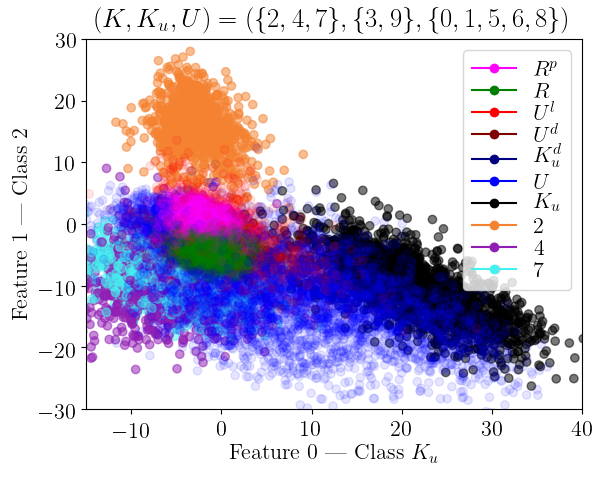 (K, K_u, U) = ({2, 4, 7}, {3, 9}, {0, 1, 5, 6, 8})
30
20
10
0
−10
−20
−30
Feature 1 — Class 2
−10 0 10 20 30 40
Feature 0 — Class K_u
R^p
R
U^l
U^d
K_u^d
U
K_u
2
4
7